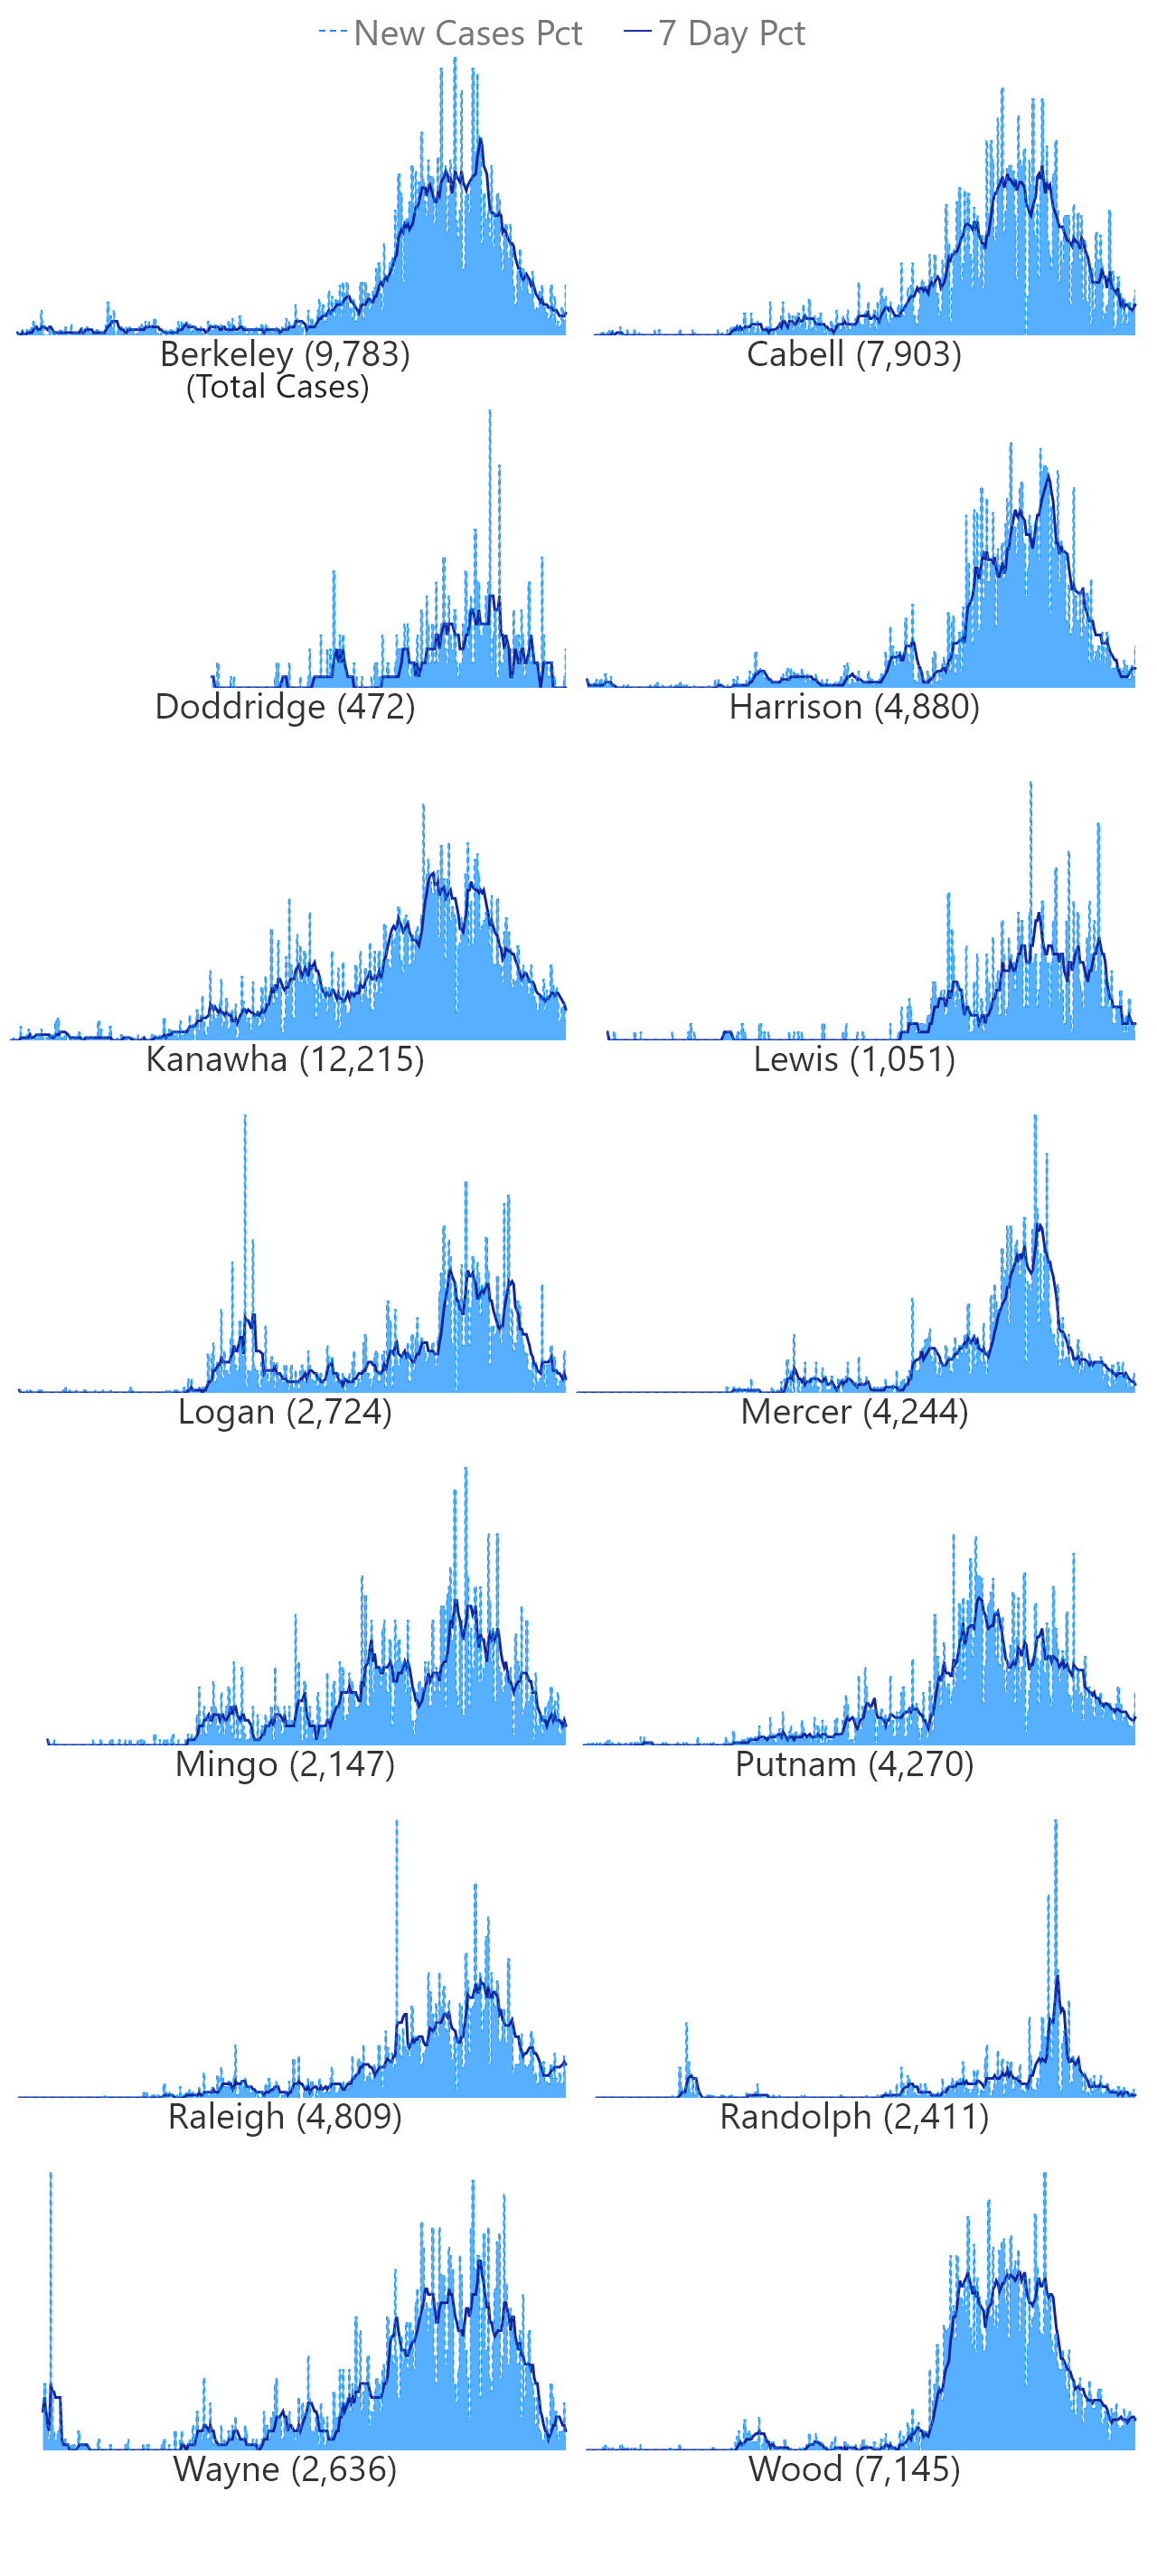 New Cases Pct 7 Day Pct
Berkeley (9,783) Cabell (7,903)
(Total Cases)
Doddridge (472) Harrison (4,880)
Kanawha (12,215) Lewis (1,051)
Logan (2,724) Mercer (4,244)
Mingo (2,147) Putnam (4,270)
Raleigh (4,809) Randolph (2,411)
Wayne (2,636) Wood (7,145)